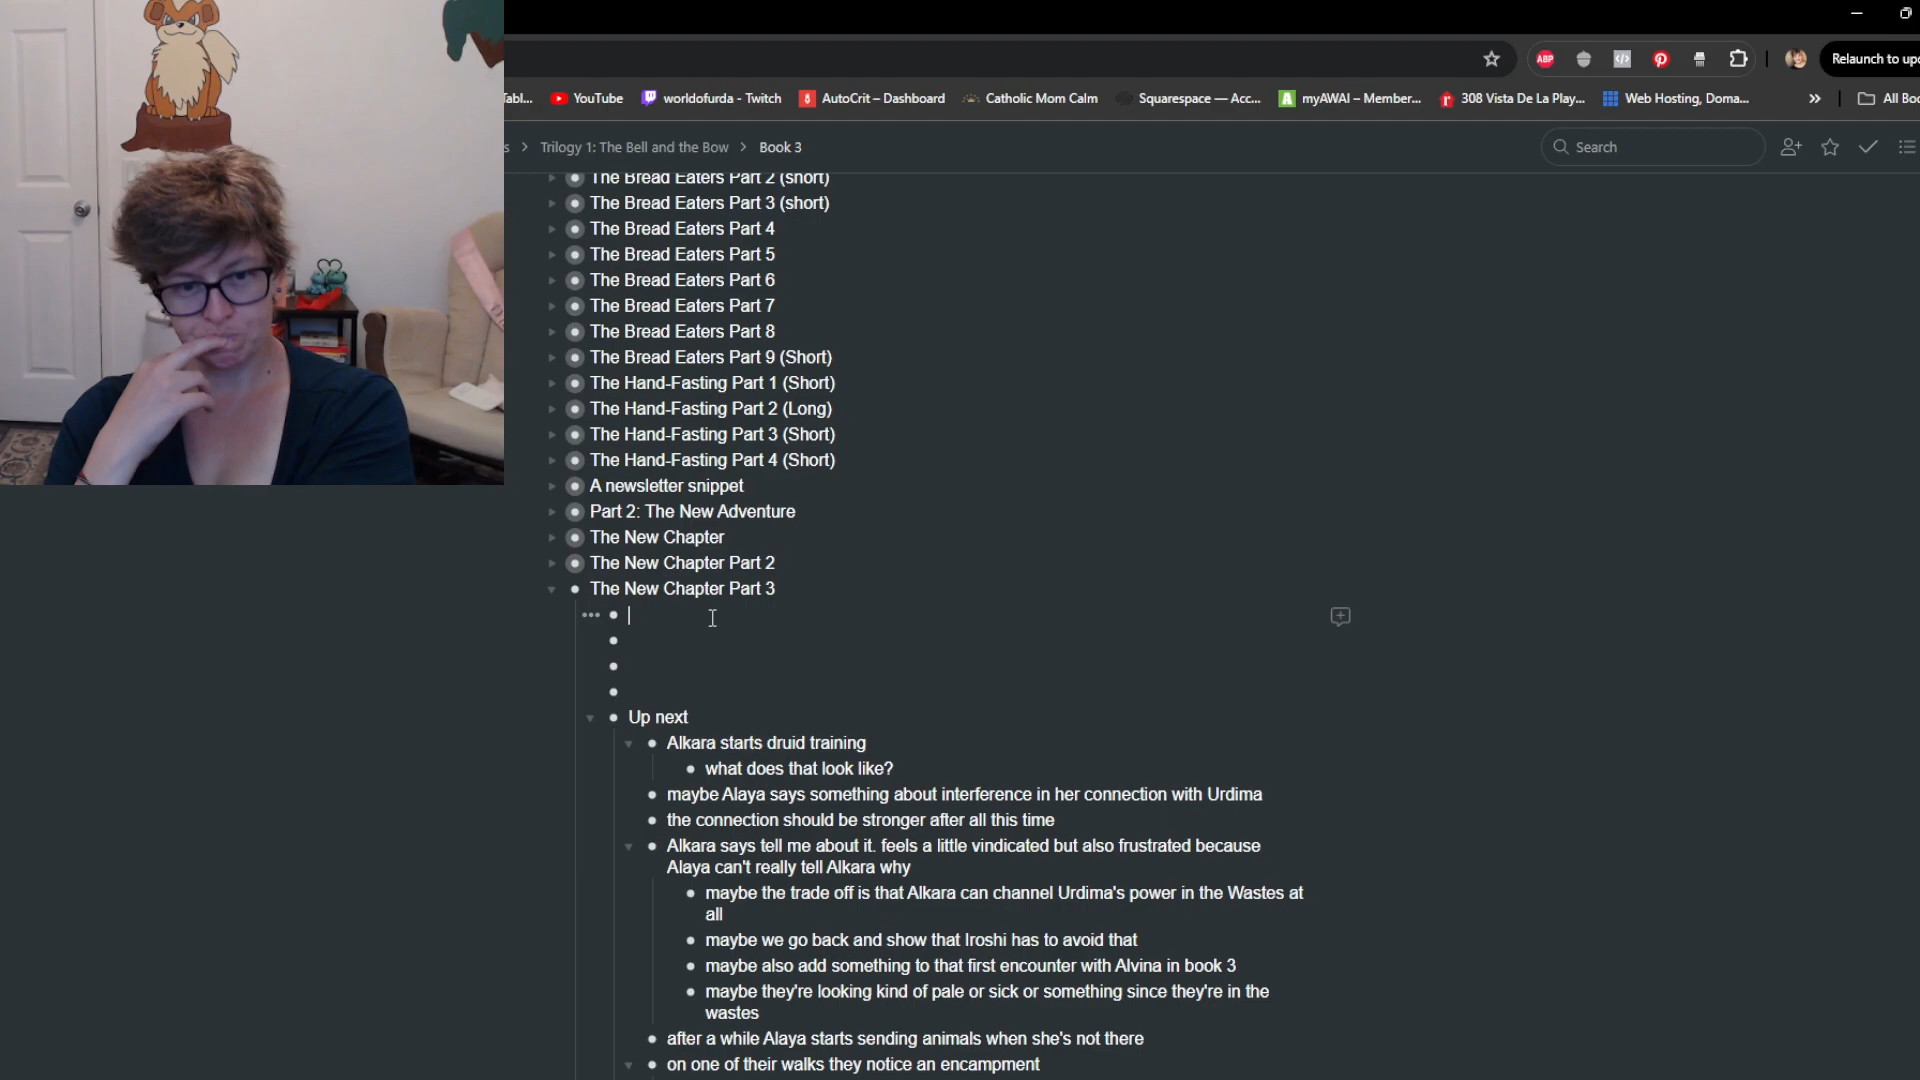 Relaunch to upd
ABP
Tabl...
YouTube
worldofurda - Twitch
AutoCrit – Dashboard
Catholic Mom Calm
Squarespace — Acc...
myAWAI – Member...
308 Vista De La Play...
Web Hosting, Doma...
All Boo
s > Trilogy 1: The Bell and the Bow > Book 3
Search
The Bread Eaters Part 2 (short)
The Bread Eaters Part 3 (short)
The Bread Eaters Part 4
The Bread Eaters Part 5
The Bread Eaters Part 6
The Bread Eaters Part 7
The Bread Eaters Part 8
The Bread Eaters Part 9 (Short)
The Hand-Fasting Part 1 (Short)
The Hand-Fasting Part 2 (Long)
The Hand-Fasting Part 3 (Short)
The Hand-Fasting Part 4 (Short)
A newsletter snippet
Part 2: The New Adventure
The New Chapter
The New Chapter Part 2
The New Chapter Part 3
Up next
Alkara starts druid training
what does that look like?
maybe Alaya says something about interference in her connection with Urdima
the connection should be stronger after all this time
Alkara says tell me about it. feels a little vindicated but also frustrated because
Alaya can't really tell Alkara why
maybe the trade off is that Alkara can channel Urdima's power in the Wastes at
all
maybe we go back and show that Iroshi has to avoid that
maybe also add something to that first encounter with Alvina in book 3
maybe they're looking kind of pale or sick or something since they're in the
wastes
after a while Alaya starts sending animals when she's not there
on one of their walks they notice an encampment